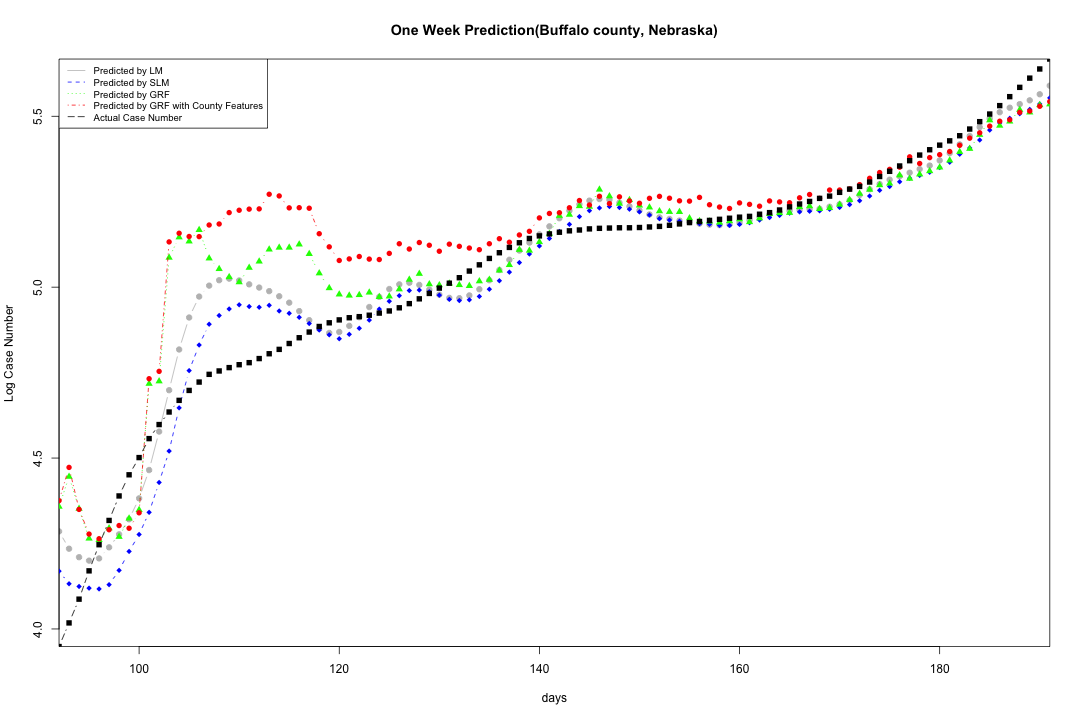 One Week Prediction(Buffalo county, Nebraska)
Predicted by LM
Predicted by SLM
Predicted by GRF
Predicted by GRF with County Features
Actual Case Number
5.5
5.0
4.5
4.0
Log Case Number
100 120 140 160 180
days